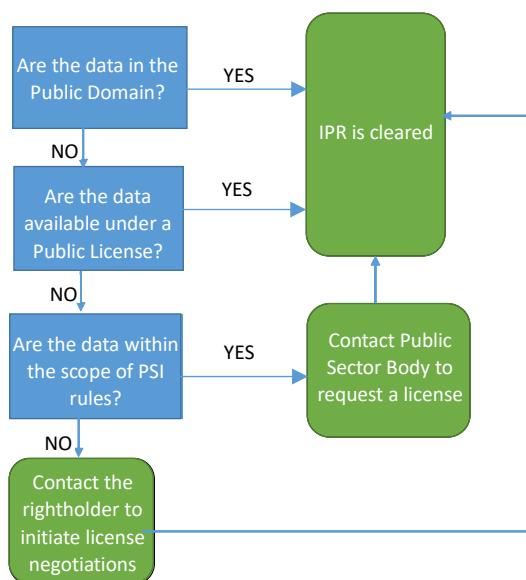 Are the data in the
Public Domain?
YES
IPR is cleared
NO
Are the data
available under a
Public License?
YES
NO
Are the data within
the scope of PSI
rules?
YES
Contact Public
Sector Body to
request a license
NO
Contact the
rightholder to
initiate license
negotiations